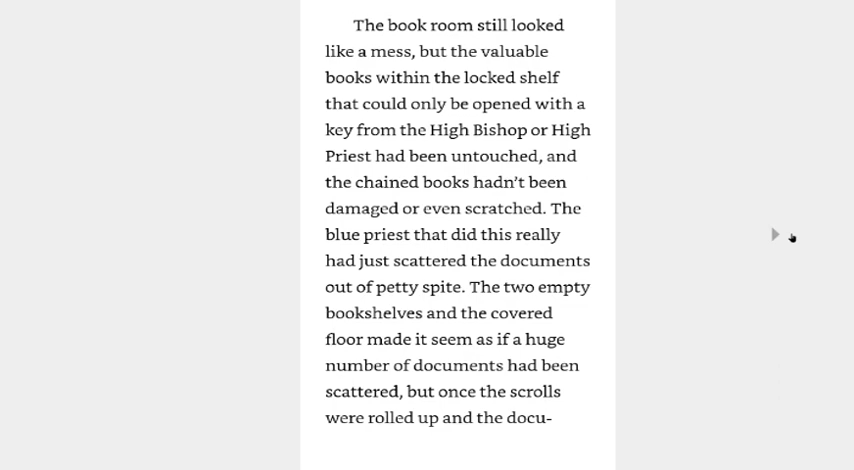 The book room still looked
like a mess, but the valuable
books within the locked shelf
that could only be opened with a
key from the High Bishop or High
Priest had been untouched, and
the chained books hadn’t been
damaged or even scratched. The
blue priest that did this really
had just scattered the documents
out of petty spite. The two empty
bookshelves and the covered
floor made it seem as if a huge
number of documents had been
scattered, but once the scrolls
were rolled up and the docu-